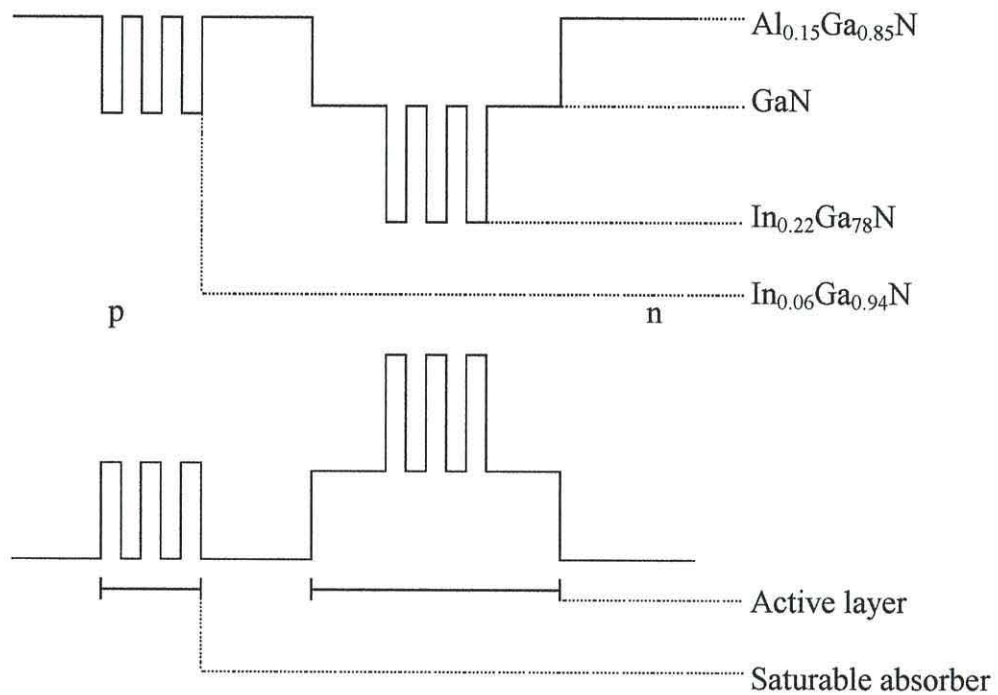 Al0.15Ga0.85N
GaN
In0.22Ga78N
In0.06Ga0.94N
p
n
Active layer
Saturable absorber